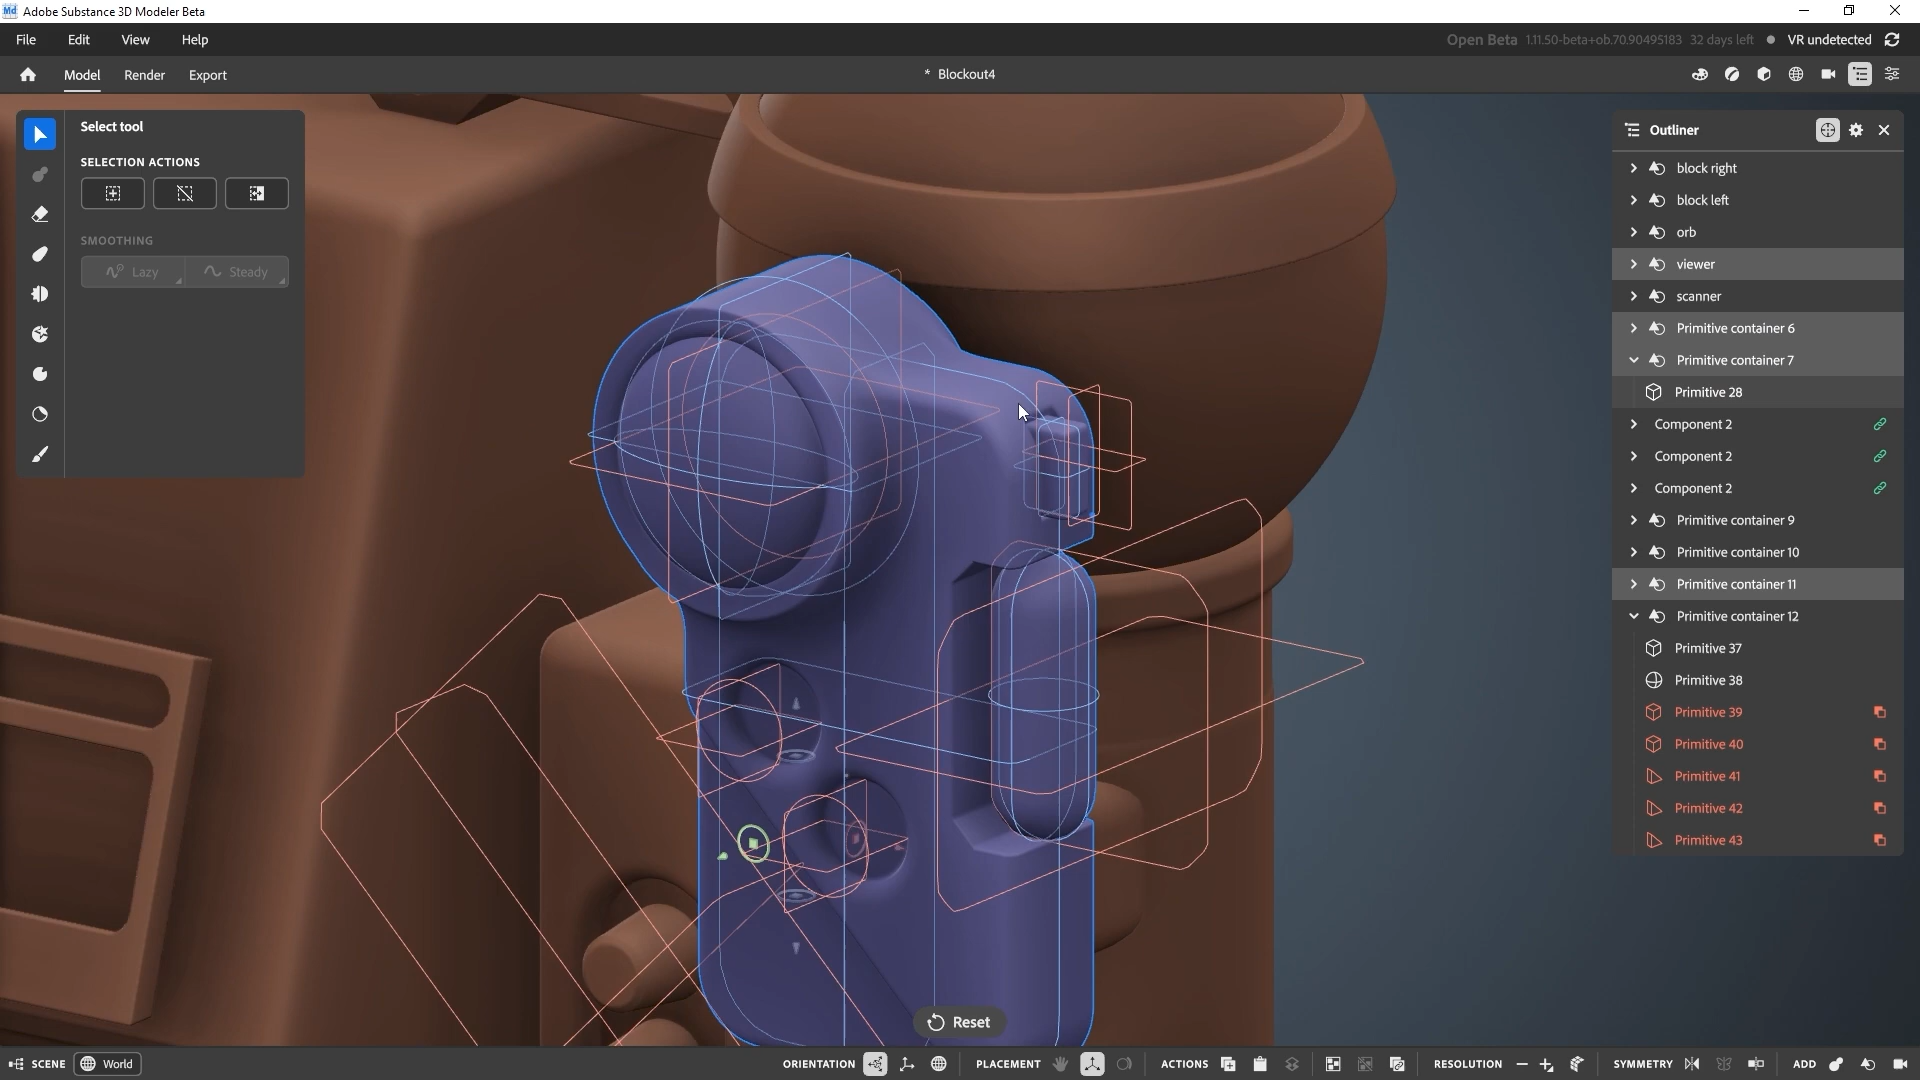 Md Adobe Substance 3D Modeler Beta
File Edit View Help
Open Beta 1.11.50-beta+ob.70.90495183 32 days left VR undetected
Model Render Export
* Blockout4
Select tool
SELECTION ACTIONS
SMOOTHING
Lazy Steady
Outliner
block right
block left
orb
viewer
scanner
Primitive container 6
Primitive container 7
Primitive 28
Component 2
Component 2
Component 2
Primitive container 9
Primitive container 10
Primitive container 11
Primitive container 12
Primitive 37
Primitive 38
Primitive 39
Primitive 40
Primitive 41
Primitive 42
Primitive 43
Reset
SCENE World ORIENTATION PLACEMENT ACTIONS RESOLUTION SYMMETRY ADD